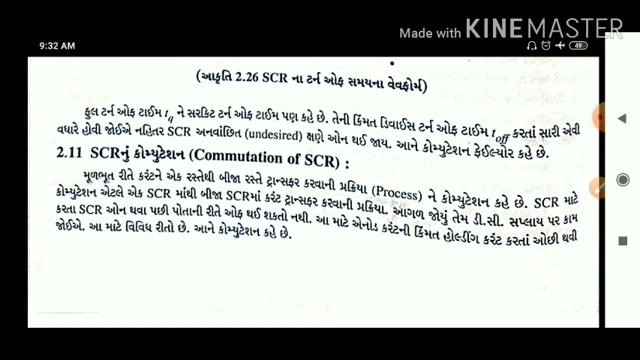 Made with KINEMASTER
9:32 AM
49
(આકૃતિ 2.26 SCR ના ટર્ન ઓફ સમયના વેવફોર્મ)
કુલ ટર્ન ઓફ ટાઈમ tq ને સરકિટ ટર્ન ઓફ ટાઈમ પણ કહે છે. તેની કિંમત ડિવાઈસ ટર્ન ઓફ ટાઈમ toff કરતાં સારી એવી
વધારે હોવી જોઈએ નહિતર SCR અનવાંછિત (undesired) ક્ષણે ઓન થઈ જાય. આને કોમ્યુટેશન ફેઈલ્યોર કહે છે.
2.11 SCRનું કોમ્યુટેશન (Commutation of SCR) :
મૂળભૂત રીતે કરંટને એક રસ્તેથી બીજા રસ્તે ટ્રાન્સફર કરવાની પ્રક્રિયા (Process) ને કોમ્યુટેશન કહે છે. SCR માટે
કોમ્યુટેશન એટલે એક SCR માંથી બીજા SCRમાં કરંટ ટ્રાન્સફર કરવાની પ્રક્રિયા. આગળ જોયું તેમ ડી.સી. સપ્લાય પર કામ
કરતા SCR ઓન થવા પછી પોતાની રીતે ઓફ થઈ શકતો નથી. આ માટે એનોડ કરંટની કિંમત હોલ્ડીંગ કરંટ કરતાં ઓછી થવી
જોઈએ. આ માટે વિવિધ રીતો છે. આને કોમ્યુટેશન કહે છે.